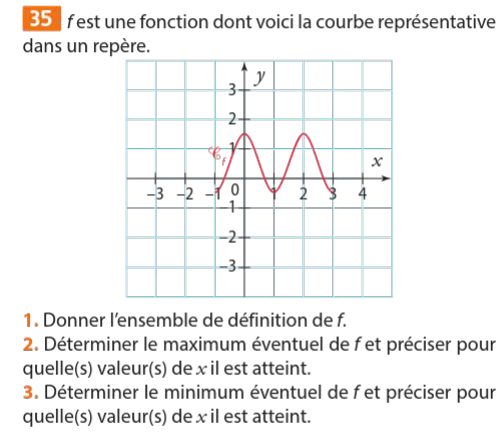 35 f est une fonction dont voici la courbe représentative
dans un repère.
y
3
2
𝒞f 1
x
–3 –2 –1 0 1 2 3 4
–1
–2
–3
1. Donner l’ensemble de définition de f.
2. Déterminer le maximum éventuel de f et préciser pour
quelle(s) valeur(s) de x il est atteint.
3. Déterminer le minimum éventuel de f et préciser pour
quelle(s) valeur(s) de x il est atteint.